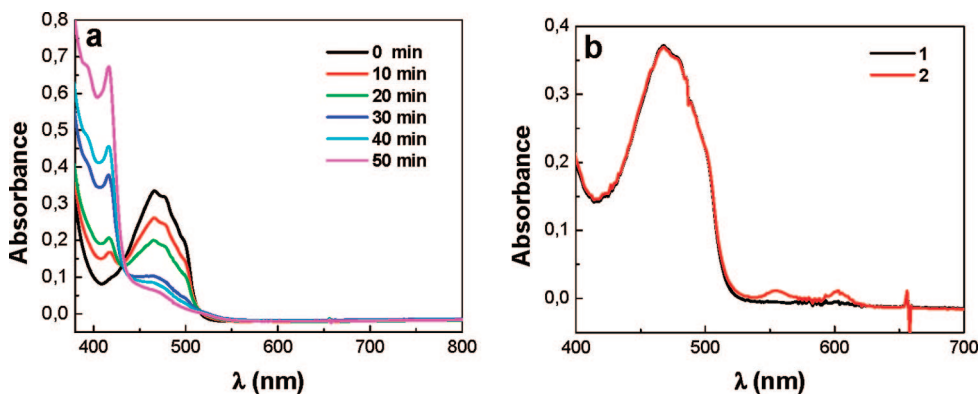 a
0 min
10 min
20 min
30 min
40 min
50 min
0,8
0,7
0,6
0,5
0,4
0,3
0,2
0,1
0,0
Absorbance
400 500 600 700 800
λ (nm)
b
1
2
0,4
0,3
0,2
0,1
0,0
Absorbance
400 500 600 700
λ (nm)